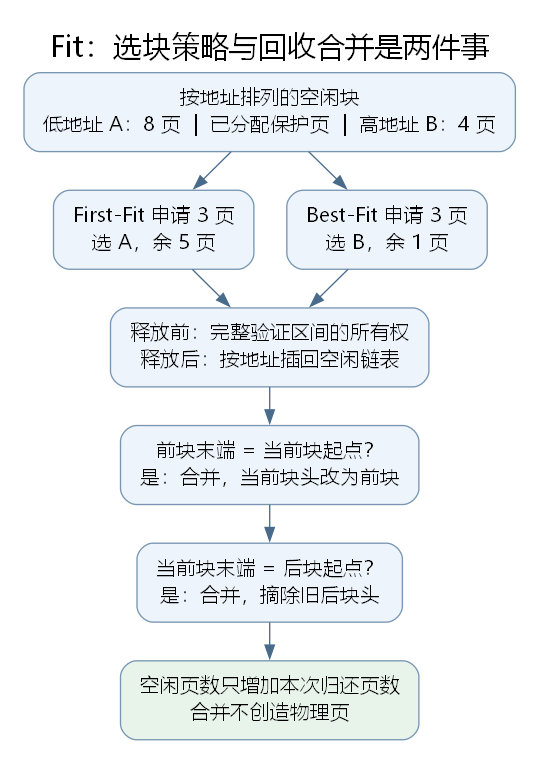 Fit：选块策略与回收合并是两件事
按地址排列的空闲块
低地址 A：8 页 | 已分配保护页 | 高地址 B：4 页
First-Fit 申请 3 页
选 A，余 5 页
Best-Fit 申请 3 页
选 B，余 1 页
释放前：完整验证区间的所有权
释放后：按地址插回空闲链表
前块末端 = 当前块起点？
是：合并，当前块头改为前块
当前块末端 = 后块起点？
是：合并，摘除旧后块头
空闲页数只增加本次归还页数
合并不创造物理页